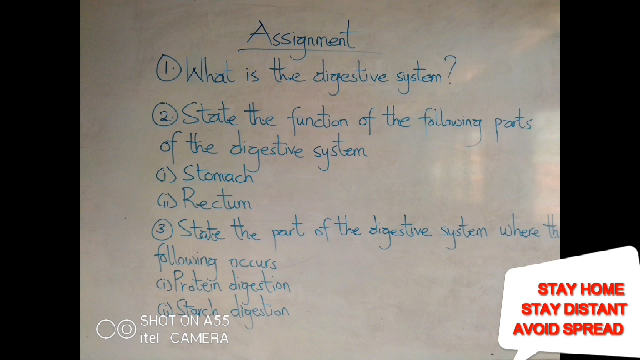 Assignment
① What is the digestive system?
② State the function of the following parts
of the digestive system
(i) Stomach
(ii) Rectum
③ State the part of the digestive system where th
following occurs
(i) Protein digestion
(ii) Starch digestion
SHOT ON A55
itel CAMERA
STAY HOME
STAY DISTANT
AVOID SPREAD